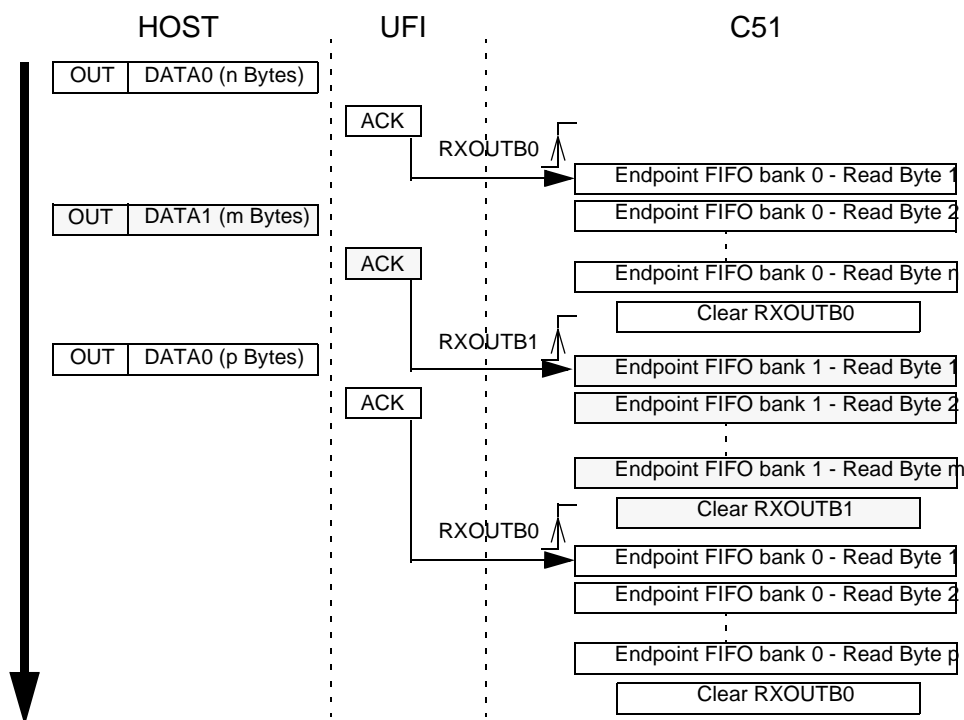 HOST UFI C51
OUT DATA0 (n Bytes)
ACK
RXOUTB0
Endpoint FIFO bank 0 - Read Byte 1
OUT DATA1 (m Bytes)
Endpoint FIFO bank 0 - Read Byte 2
ACK
Endpoint FIFO bank 0 - Read Byte n
Clear RXOUTB0
RXOUTB1
OUT DATA0 (p Bytes)
Endpoint FIFO bank 1 - Read Byte 1
ACK
Endpoint FIFO bank 1 - Read Byte 2
Endpoint FIFO bank 1 - Read Byte m
Clear RXOUTB1
RXOUTB0
Endpoint FIFO bank 0 - Read Byte 1
Endpoint FIFO bank 0 - Read Byte 2
Endpoint FIFO bank 0 - Read Byte p
Clear RXOUTB0